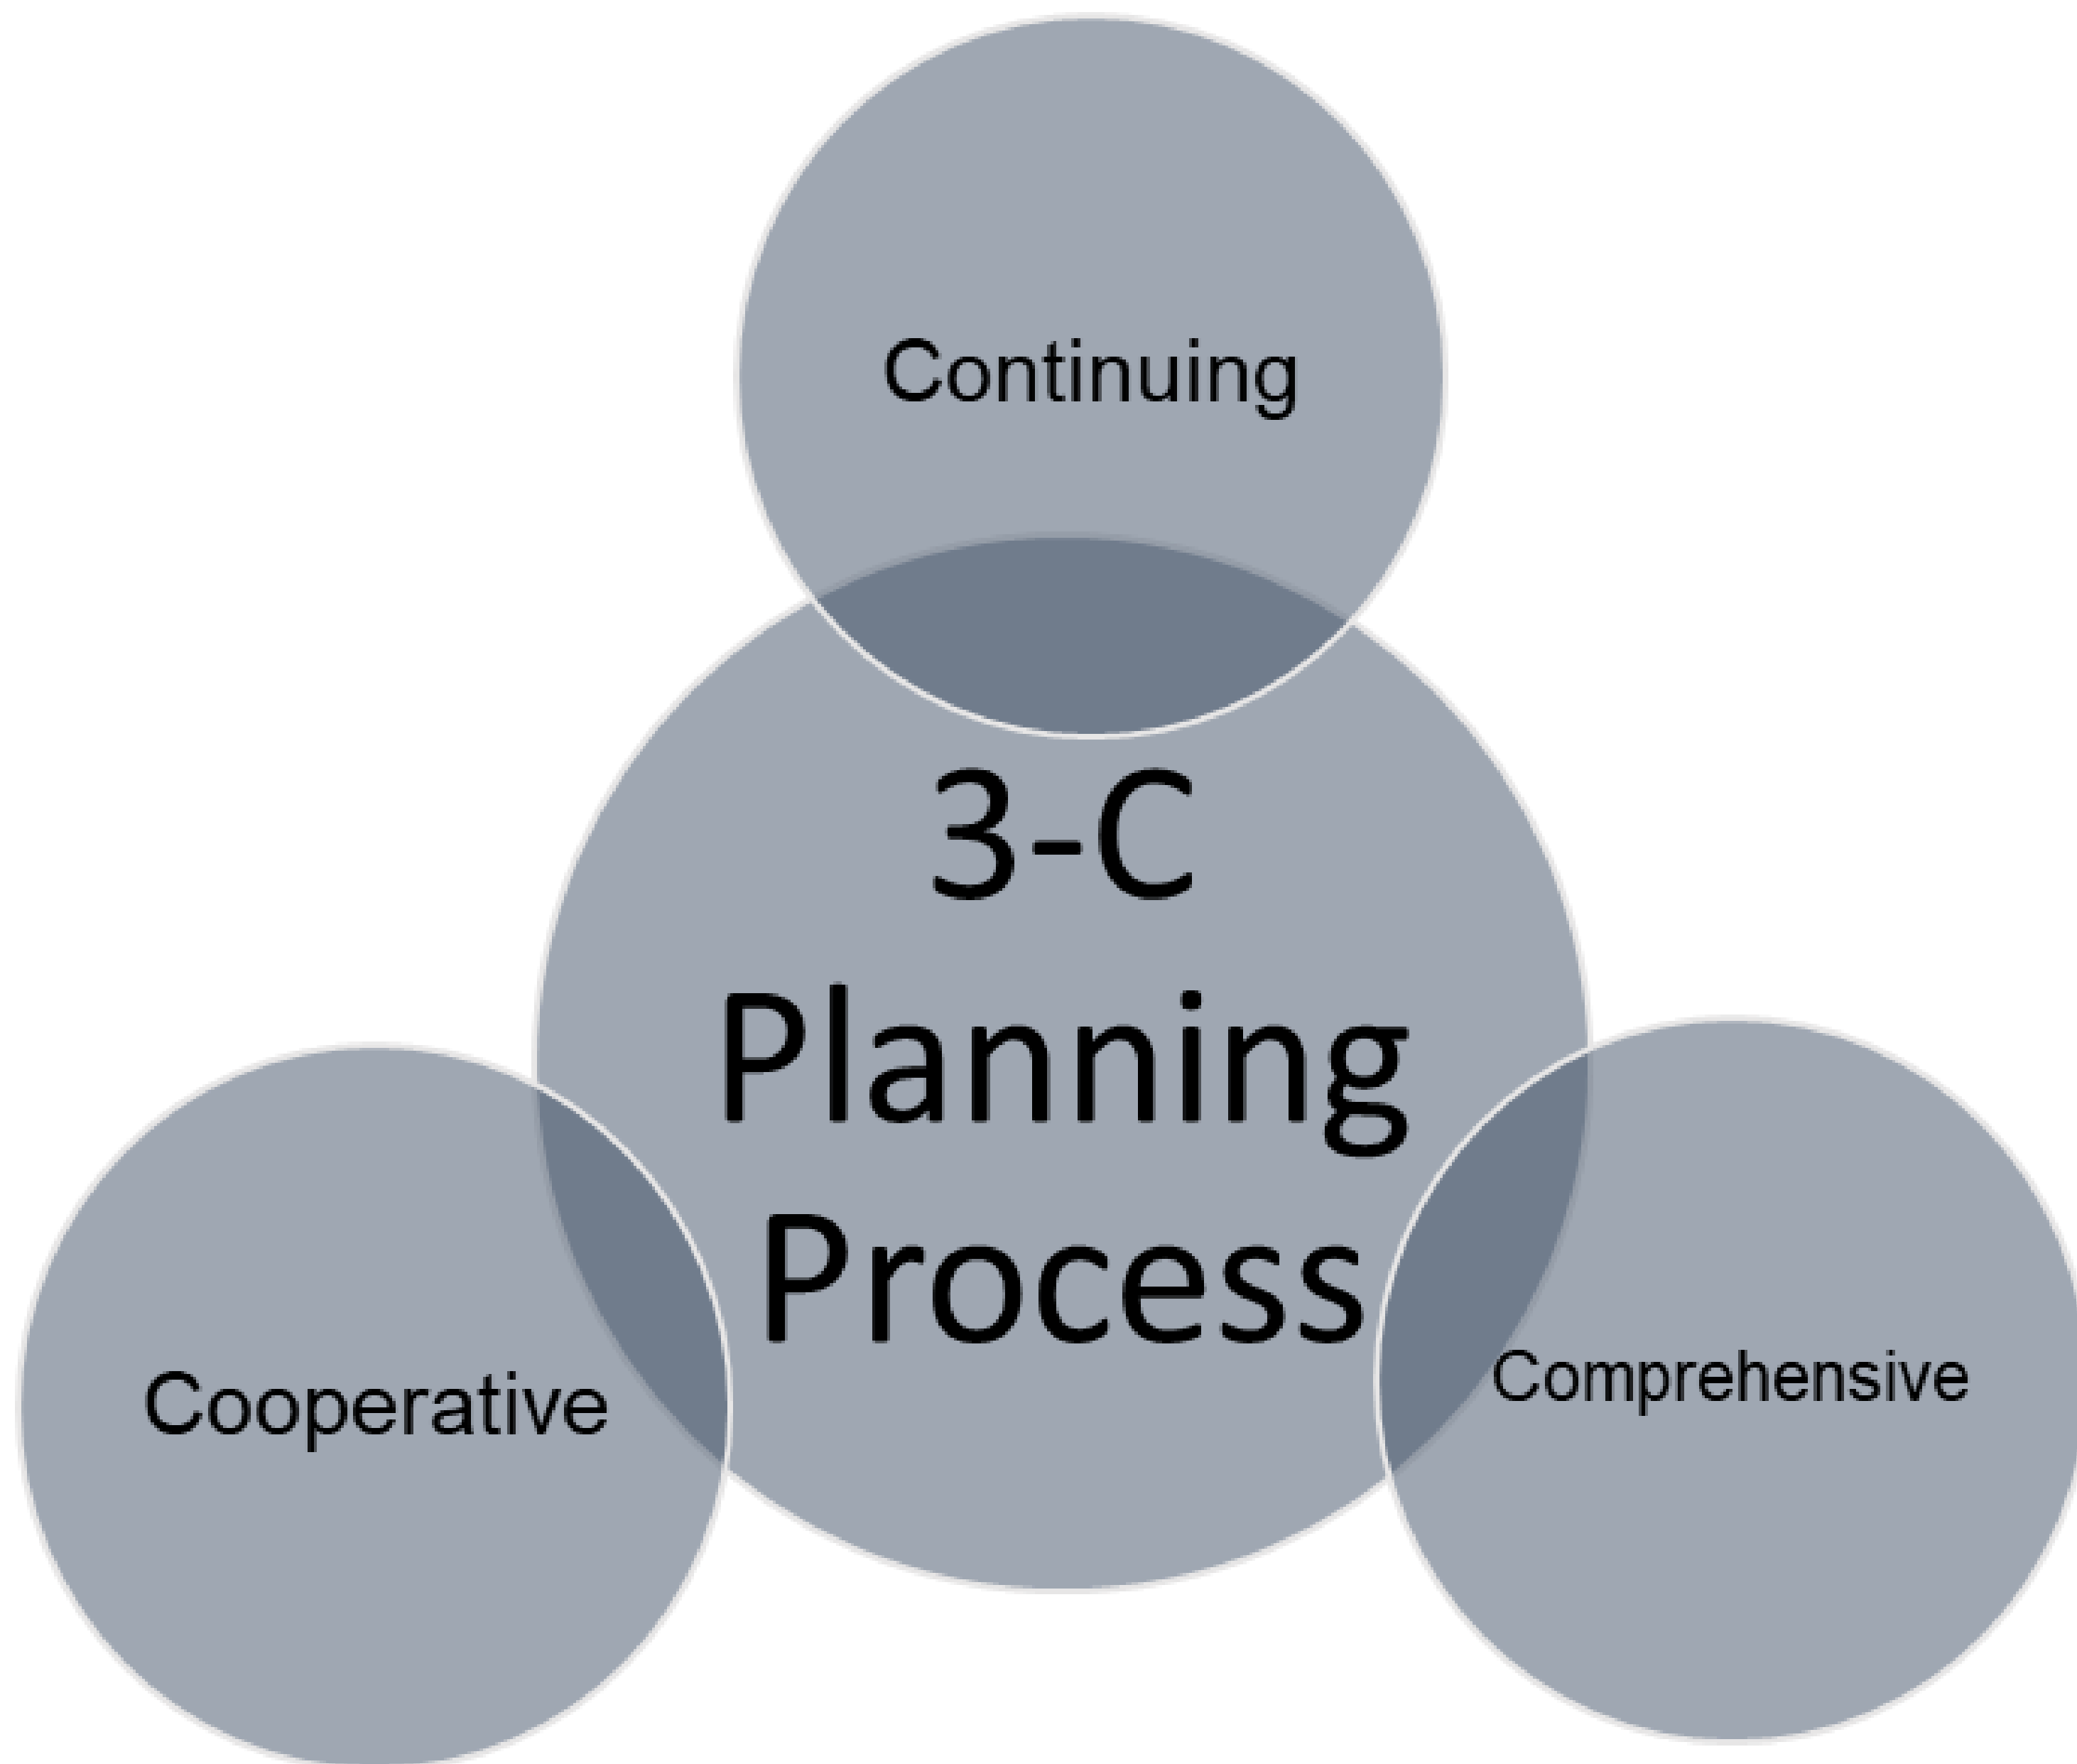 Continuing
3-C
Planning
Process
Cooperative
Comprehensive